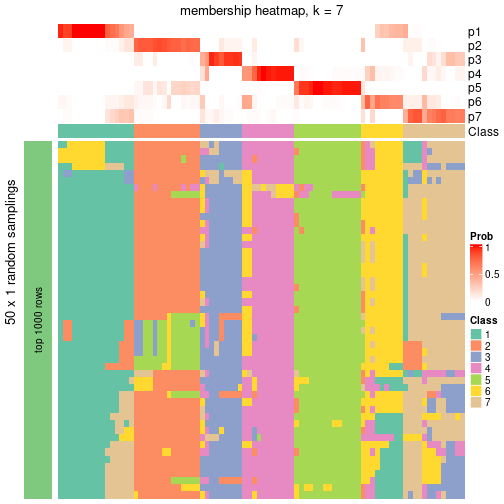 membership heatmap, k = 7
p1
p2
p3
p4
p5
p6
p7
Class
50 x 1 random samplings
top 1000 rows
Prob
1
0.5
0
Class
1
2
3
4
5
6
7